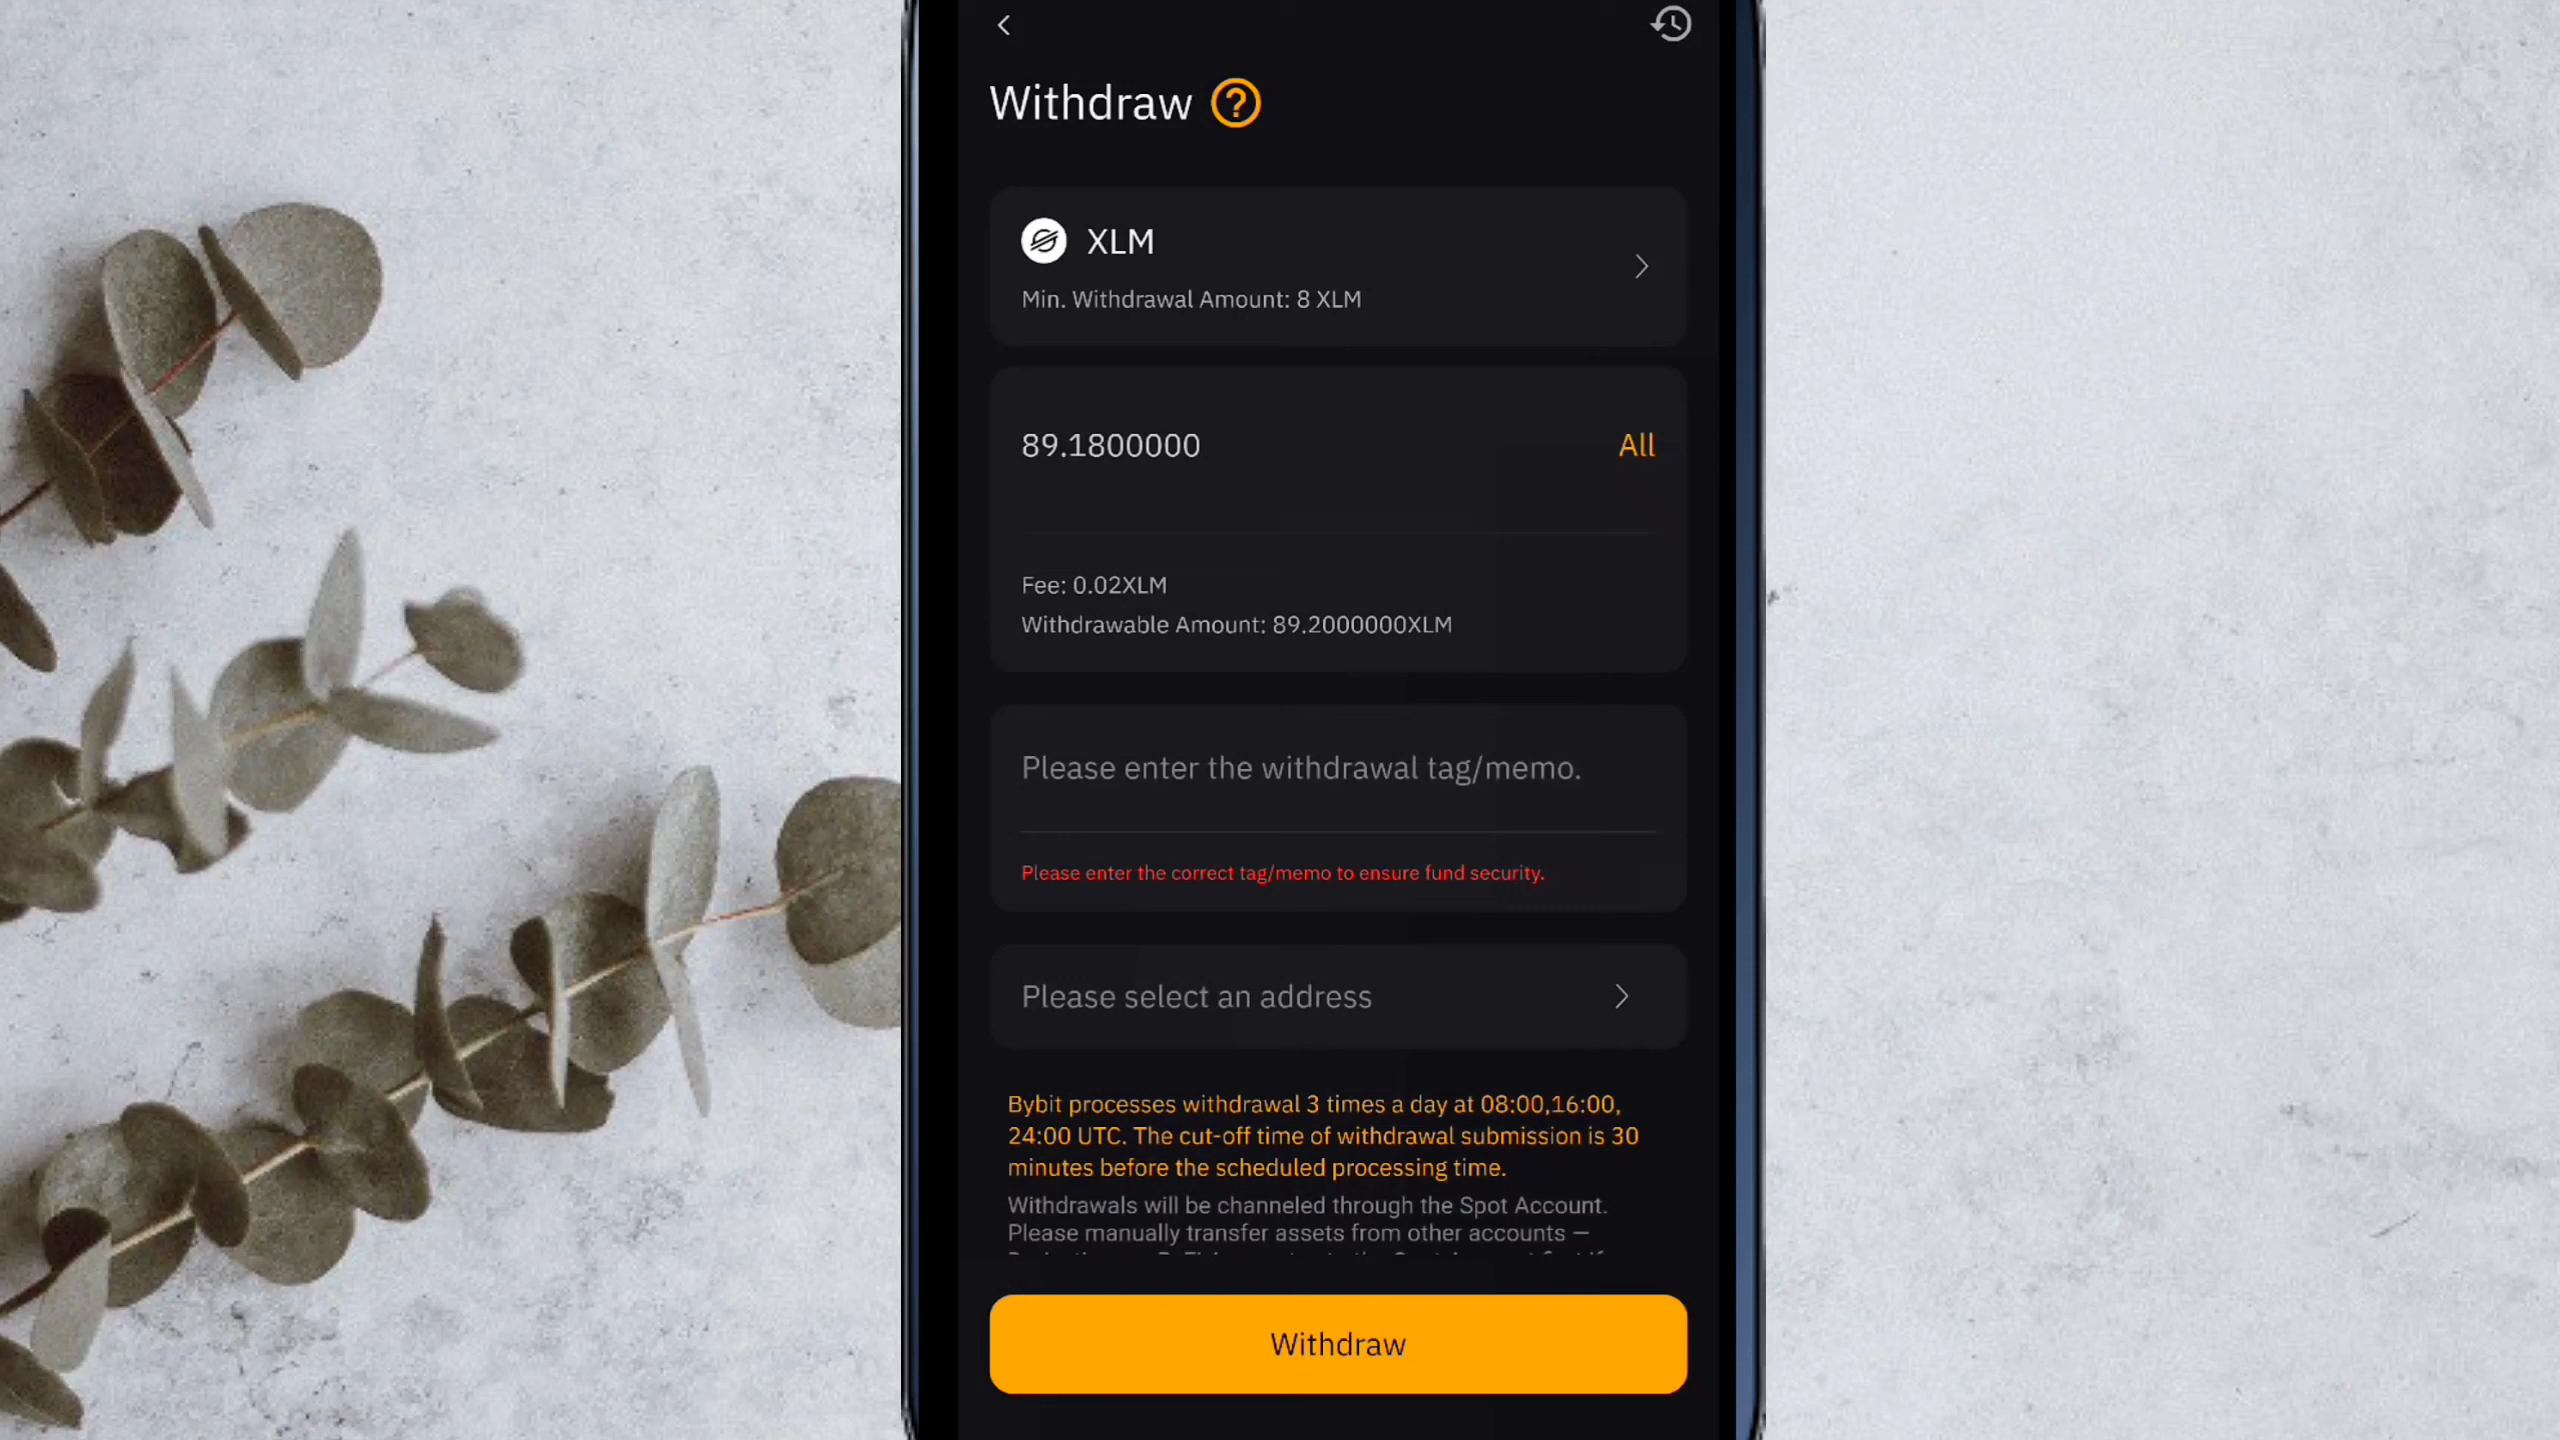 Withdraw ?
XLM
Min. Withdrawal Amount: 8 XLM
89.1800000 All
Fee: 0.02XLM
Withdrawable Amount: 89.2000000XLM
Please enter the withdrawal tag/memo.
Please enter the correct tag/memo to ensure fund security.
Please select an address
Bybit processes withdrawal 3 times a day at 08:00,16:00,
24:00 UTC. The cut-off time of withdrawal submission is 30
minutes before the scheduled processing time.
Withdrawals will be channeled through the Spot Account.
Please manually transfer assets from other accounts —
Withdraw